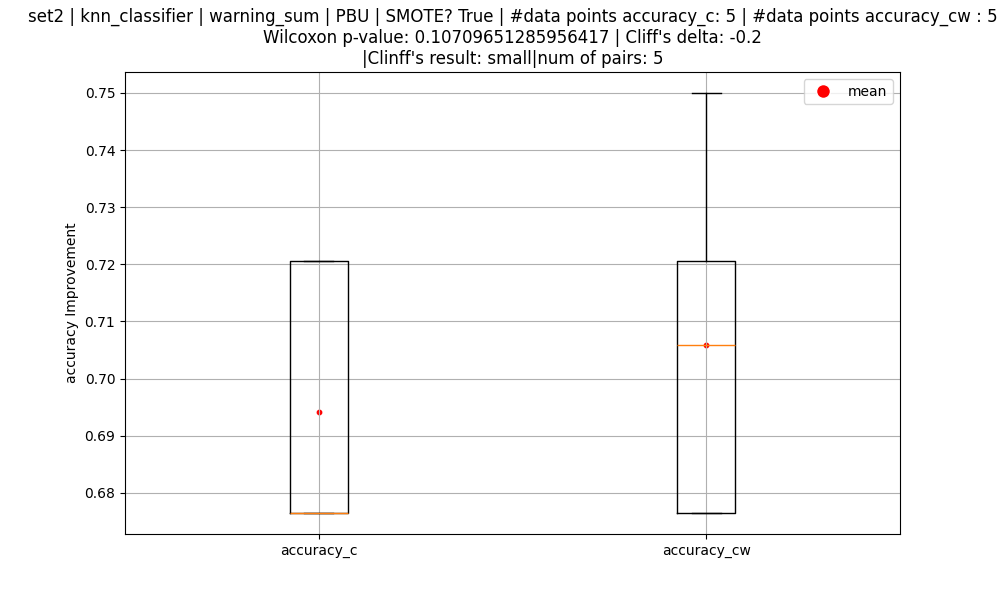 set2 | knn_classifier | warning_sum | PBU | SMOTE? True | #data points accuracy_c: 5 | #data points accuracy_cw : 5
Wilcoxon p-value: 0.10709651285956417 | Cliff's delta: -0.2
|Clinff's result: small|num of pairs: 5
mean
accuracy Improvement
0.75
0.74
0.73
0.72
0.71
0.70
0.69
0.68
accuracy_c
accuracy_cw